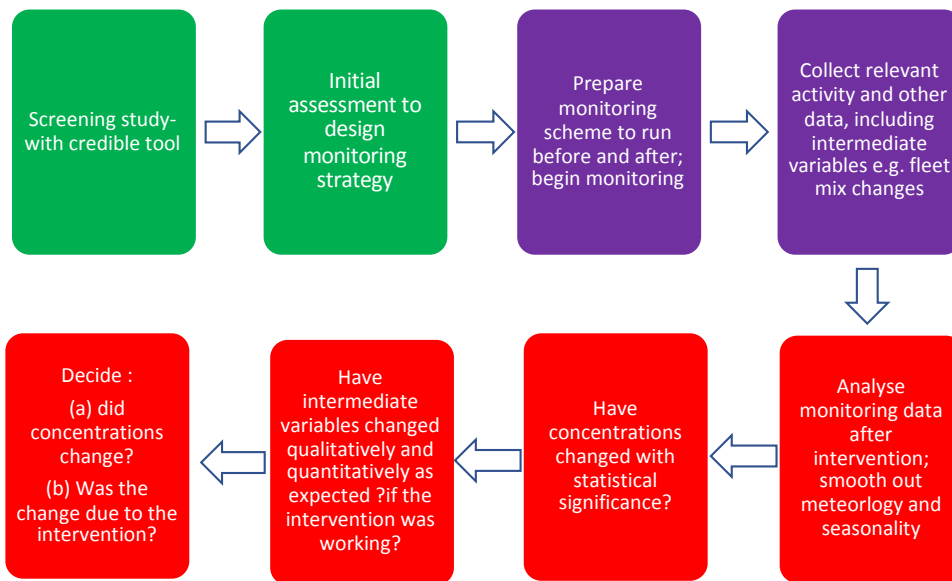 Screening study-
with credible tool
Initial
assessment to
design
monitoring
strategy
Prepare
monitoring
scheme to run
before and after;
begin monitoring
Collect relevant
activity and other
data, including
intermediate
variables e.g. fleet
mix changes
Analyse
monitoring data
after
intervention;
smooth out
meteorlogy and
seasonality
Have
concentrations
changed with
statistical
significance?
Have
intermediate
variables changed
qualitatively and
quantitatively as
expected ?if the
intervention was
working?
Decide :
(a) did
concentrations
change?
(b) Was the
change due to the
intervention?